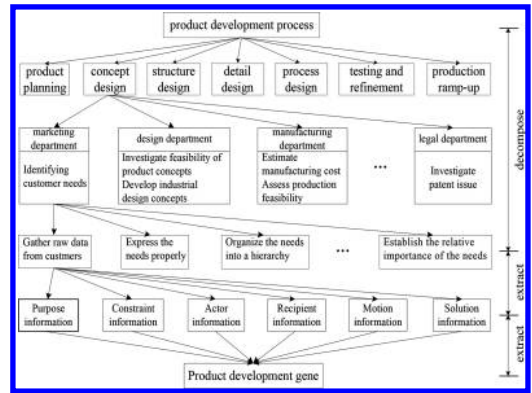 product development process
product planning
concept design
structure design
detail design
process design
testing and refinement
production ramp-up
marketing department
Identifying customer needs
design department
Investigate feasibility of product concepts
Develop industrial design concepts
manufacturing department
Estimate manufacturing cost
Assess production feasibility
...
legal department
Investigate patent issue
decompose
Gather raw data from custmers
Express the needs properly
Organize the needs into a hierarchy
...
Establish the relative importance of the needs
extract
Purpose information
Constraint information
Actor information
Recipient information
Motion information
Solution information
extract
Product development gene